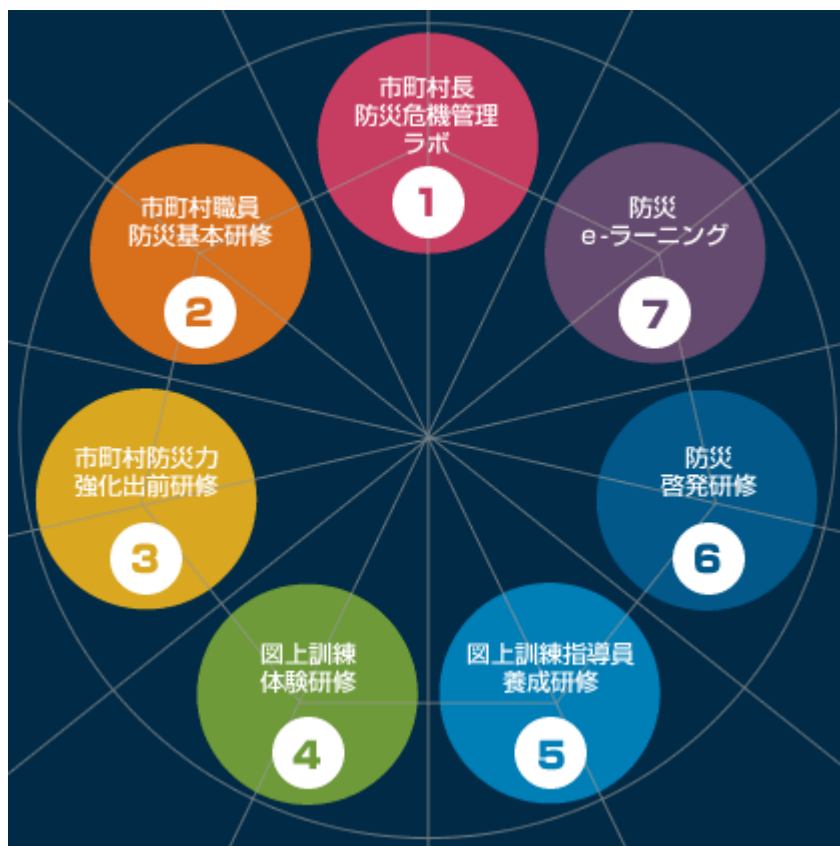 市町村長
防災危機管理
ラボ
1
市町村職員
防災基本研修
2
市町村防災力
強化出前研修
3
図上訓練
体験研修
4
図上訓練指導員
養成研修
5
防災
啓発研修
6
防災
e-ラーニング
7